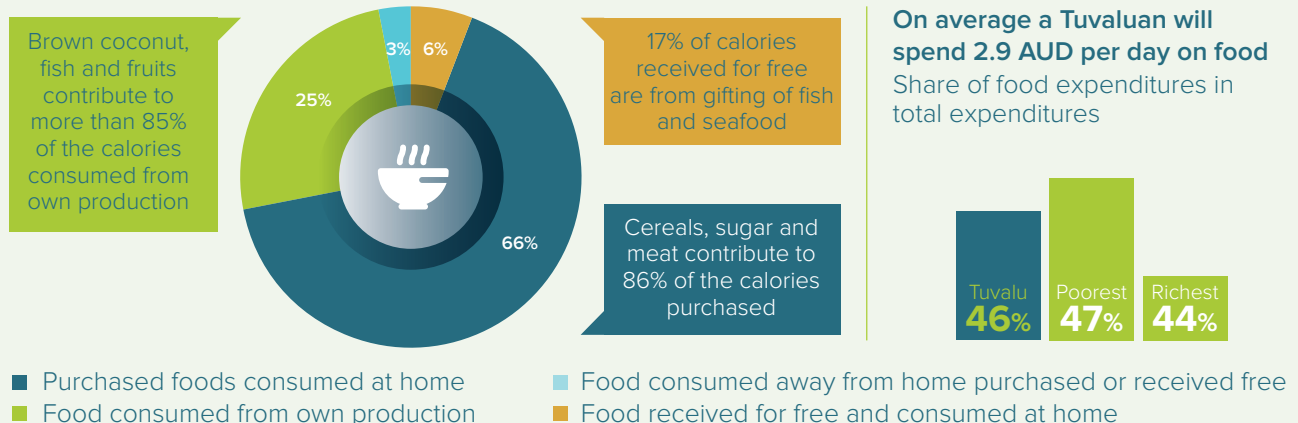 Brown coconut,
fish and fruits
contribute to
more than 85%
of the calories
consumed from
own production
3%
6%
25%
66%
17% of calories
received for free
are from gifting of fish
and seafood
Cereals, sugar and
meat contribute to
86% of the calories
purchased
On average a Tuvaluan will
spend 2.9 AUD per day on food
Share of food expenditures in
total expenditures
Tuvalu
46%
Poorest
47%
Richest
44%
Purchased foods consumed at home
Food consumed from own production
Food consumed away from home purchased or received free
Food received for free and consumed at home